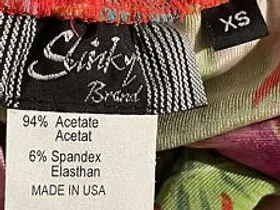 Slinky
Brand
XS
94% Acetate
Acetat
6% Spandex
Elasthan
MADE IN USA